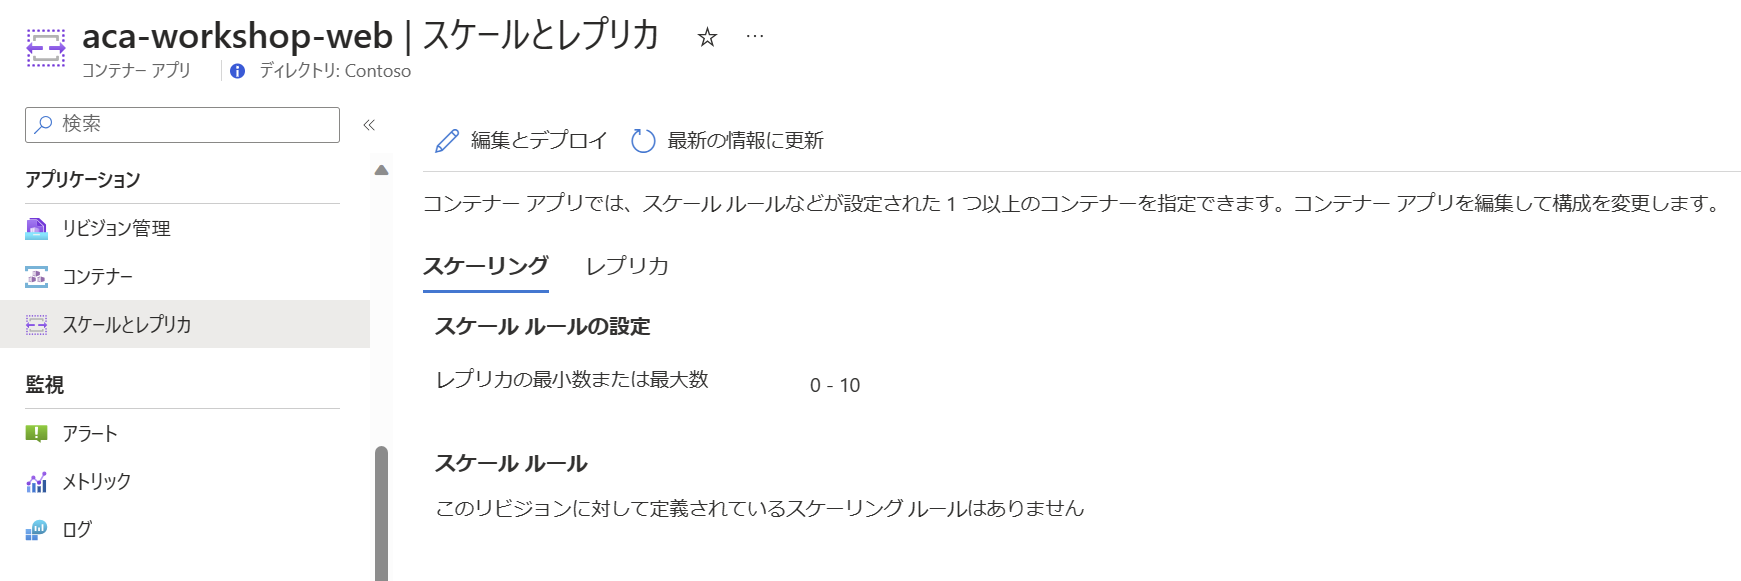 aca-workshop-web | スケールとレプリカ ☆ …
コンテナー アプリ ディレクトリ: Contoso
検索 «
編集とデプロイ 最新の情報に更新
アプリケーション
リビジョン管理
コンテナー
スケールとレプリカ
監視
アラート
メトリック
ログ
コンテナー アプリでは、スケール ルールなどが設定された 1 つ以上のコンテナーを指定できます。コンテナー アプリを編集して構成を変更します。
スケーリング レプリカ
スケール ルールの設定
レプリカの最小数または最大数 0 - 10
スケール ルール
このリビジョンに対して定義されているスケーリング ルールはありません